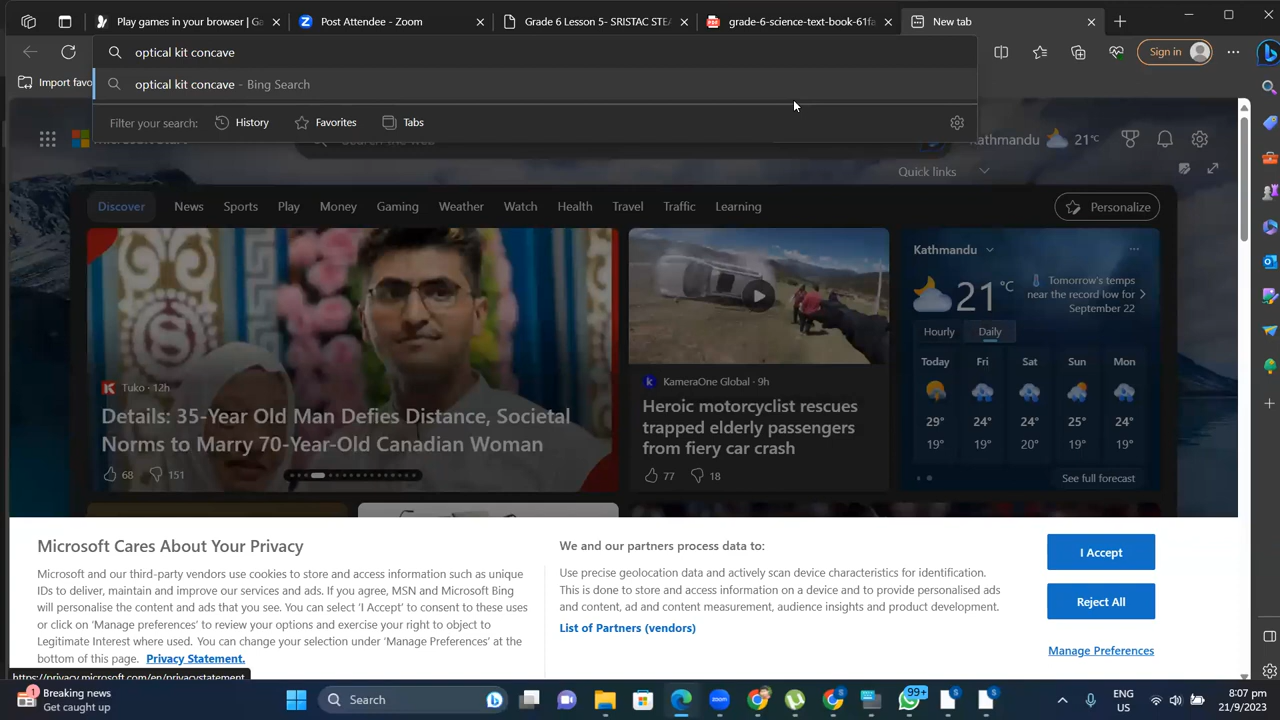 Play games in your browser | Ga
Post Attendee - Zoom
Grade 6 Lesson 5- SRISTAC STEA
grade-6-science-text-book-61fa
New tab
optical kit concave
Sign in
Import favo
optical kit concave - Bing Search
Filter your search:
History
Favorites
Tabs
Kathmandu
21°C
Quick links
Discover
News
Sports
Play
Money
Gaming
Weather
Watch
Health
Travel
Traffic
Learning
Personalize
Tuko · 12h
Details: 35-Year Old Man Defies Distance, Societal
Norms to Marry 70-Year-Old Canadian Woman
68
151
KameraOne Global · 9h
Heroic motorcyclist rescues
trapped elderly passengers
from fiery car crash
77
18
Kathmandu
21 °C
Tomorrow's temps
near the record low for
September 22
Hourly
Daily
Today Fri Sat Sun Mon
29° 24° 24° 25° 24°
19° 19° 20° 19° 19°
See full forecast
Microsoft Cares About Your Privacy
Microsoft and our third-party vendors use cookies to store and access information such as unique
IDs to deliver, maintain and improve our services and ads. If you agree, MSN and Microsoft Bing
will personalise the content and ads that you see. You can select 'I Accept' to consent to these uses
or click on 'Manage preferences' to review your options and exercise your right to object to
Legitimate Interest where used. You can change your selection under 'Manage Preferences' at the
bottom of this page. Privacy Statement.
We and our partners process data to:
Use precise geolocation data and actively scan device characteristics for identification.
This is done to store and access information on a device and to provide personalised ads
and content, ad and content measurement, audience insights and product development.
List of Partners (vendors)
I Accept
Reject All
Manage Preferences
https://privacy.microsoft.com/en/privacystatement
1
Breaking news
Get caught up
Search
zoom
99+
ENG
US
8:07 pm
21/9/2023